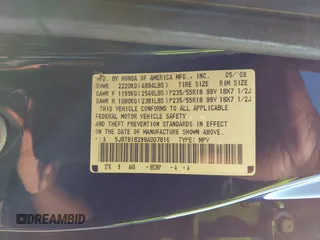 MFD. BY HONDA OF AMERICA MFG., INC. 05/'09
GVWR 2220KG(4894LBS) TIRE SIZE RIM SIZE
GAWR F 1155KG(2546LBS)P235/55R18 99V 18X7 1/2J
GAWR R 1080KG(2381LBS)P235/55R18 99V 18X7 1/2J
THIS VEHICLE CONFORMS TO ALL APPLICABLE
FEDERAL MOTOR VEHICLE SAFETY
AND THEFT PREVENTION STANDARDS IN EFFECT ON
THE DATE OF MANUFACTURE SHOWN ABOVE.
5J8TB18299A007816 TYPE: MPV
STK 9 - A - A
DREAMBID